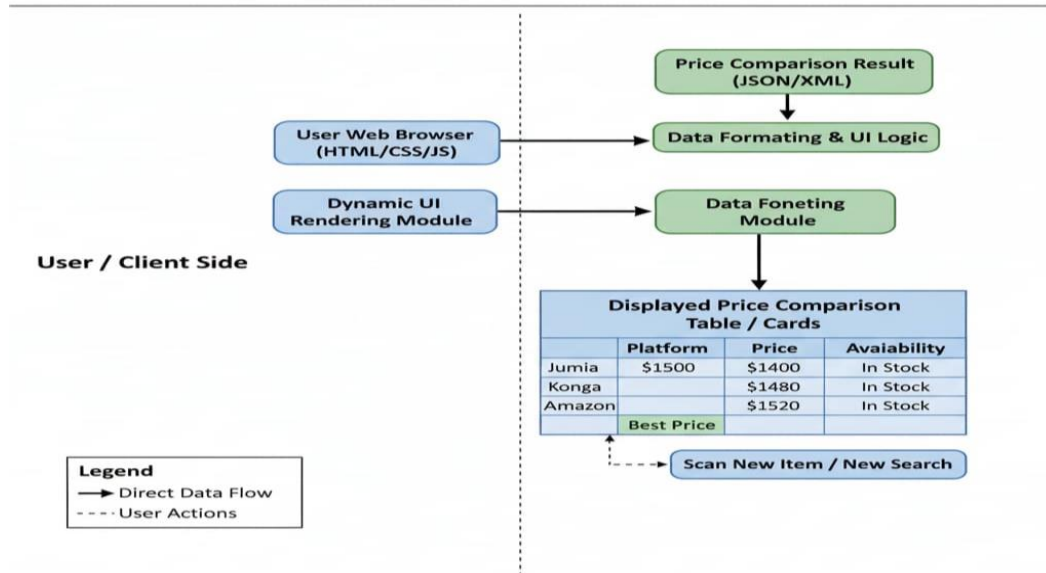 Price Comparison Result
(JSON/XML)
User Web Browser
(HTML/CSS/JS)
Data Formating & UI Logic
Dynamic UI
Rendering Module
Data Foneting
Module
User / Client Side
Displayed Price Comparison
Table / Cards
Platform Price Avaiability
Jumia $1500 $1400 In Stock
Konga $1480 In Stock
Amazon $1520 In Stock
Best Price
Scan New Item / New Search
Legend
Direct Data Flow
User Actions